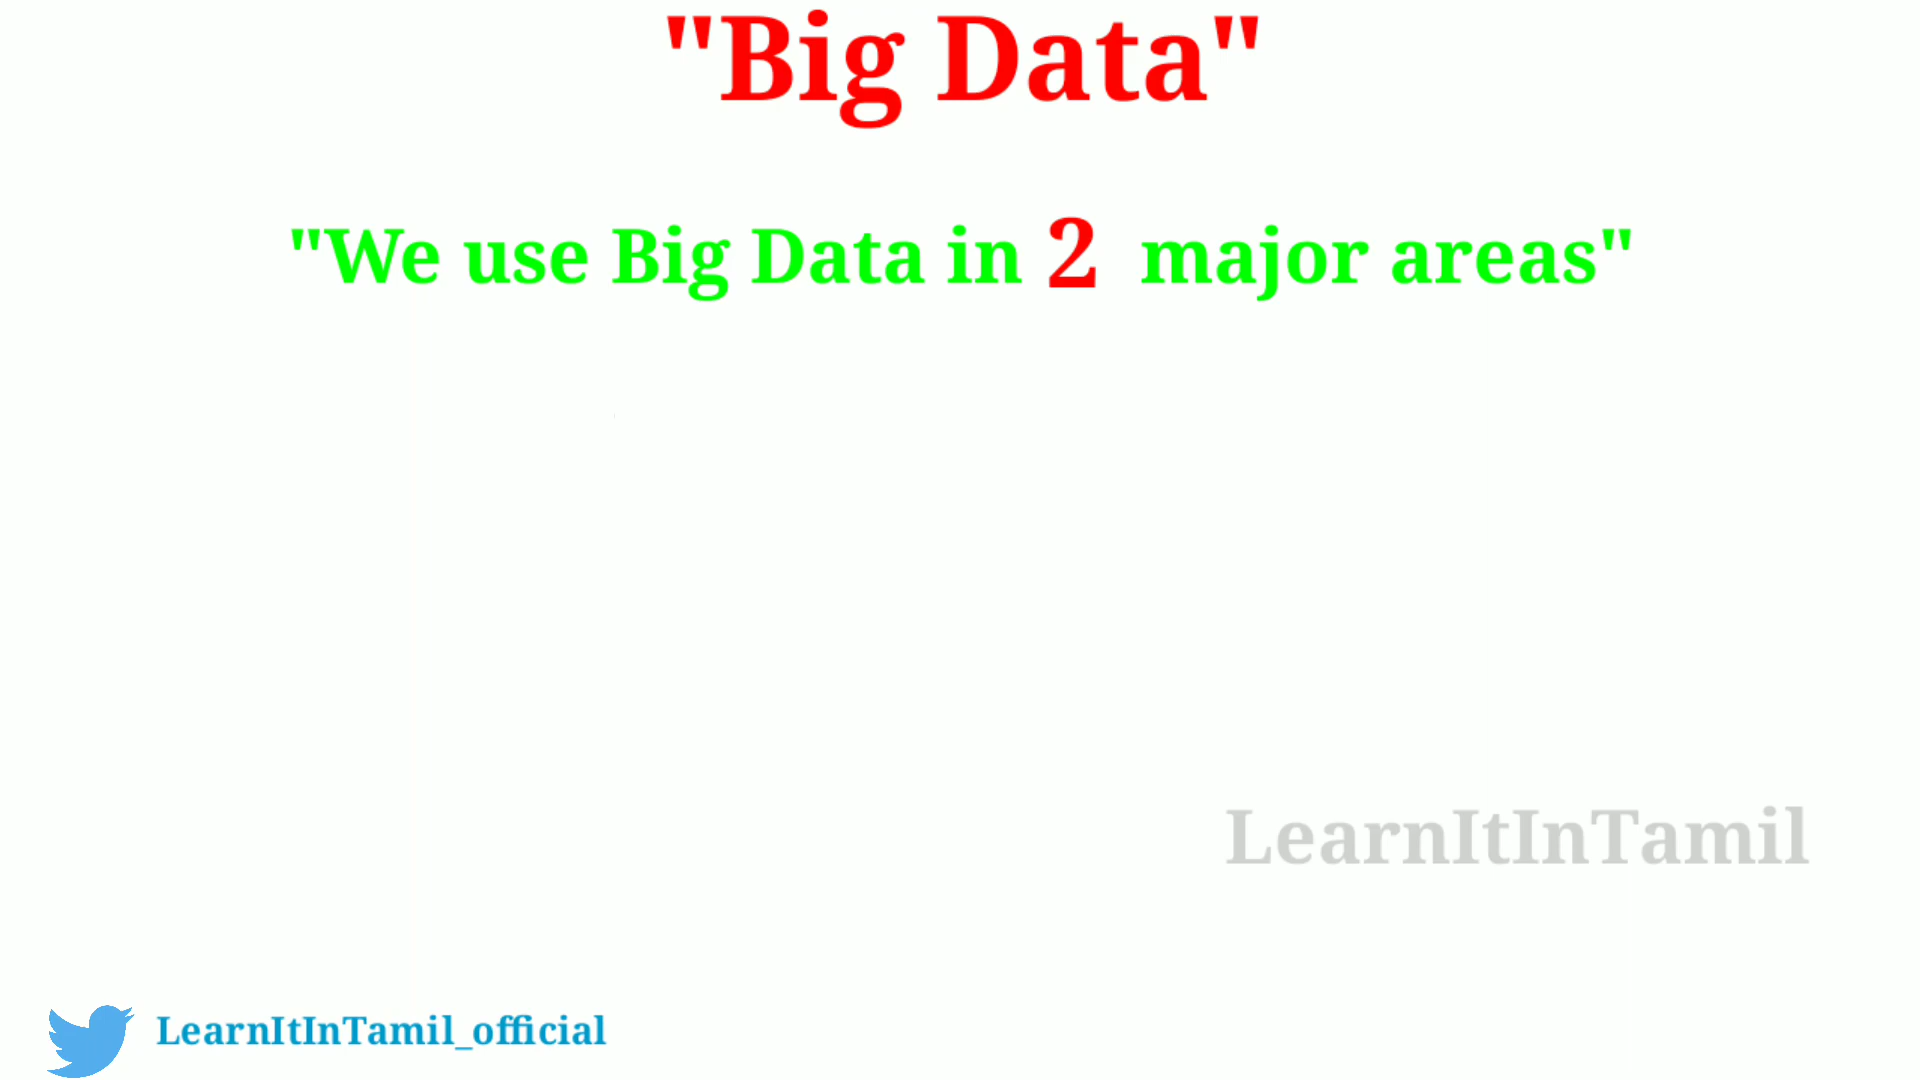 "Big Data"
"We use Big Data in 2 major areas"
LearnItInTamil
LearnItInTamil_official